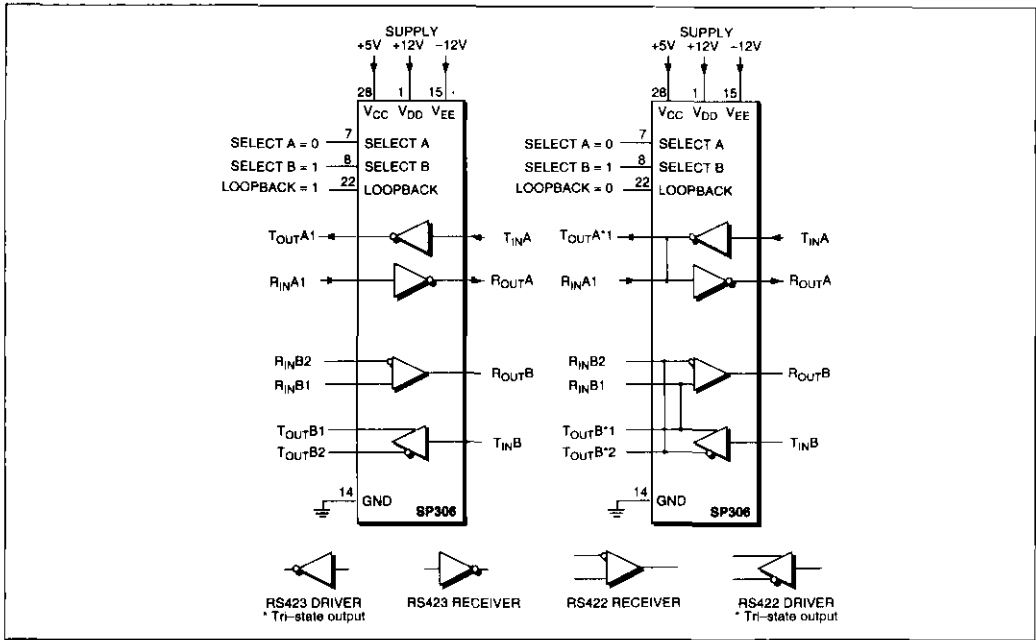 SUPPLY
+5V +12V −12V
28 1 15
VCC VDD VEE
SELECT A = 0 7 SELECT A
SELECT B = 1 8 SELECT B
LOOPBACK = 1 22 LOOPBACK
TOUTA1 TINA
RINA1 ROUTA
RINB2
RINB1 ROUTB
TOUTB1
TOUTB2 TINB
14 GND
SP306
SUPPLY
+5V +12V −12V
28 1 15
VCC VDD VEE
SELECT A = 0 7 SELECT A
SELECT B = 1 8 SELECT B
LOOPBACK = 0 22 LOOPBACK
TOUTA*1 TINA
RINA1 ROUTA
RINB2
RINB1 ROUTB
TOUTB*1
TOUTB*2 TINB
14 GND
SP306
RS423 DRIVER
* Tri–state output
RS423 RECEIVER
RS422 RECEIVER
RS422 DRIVER
* Tri–state output